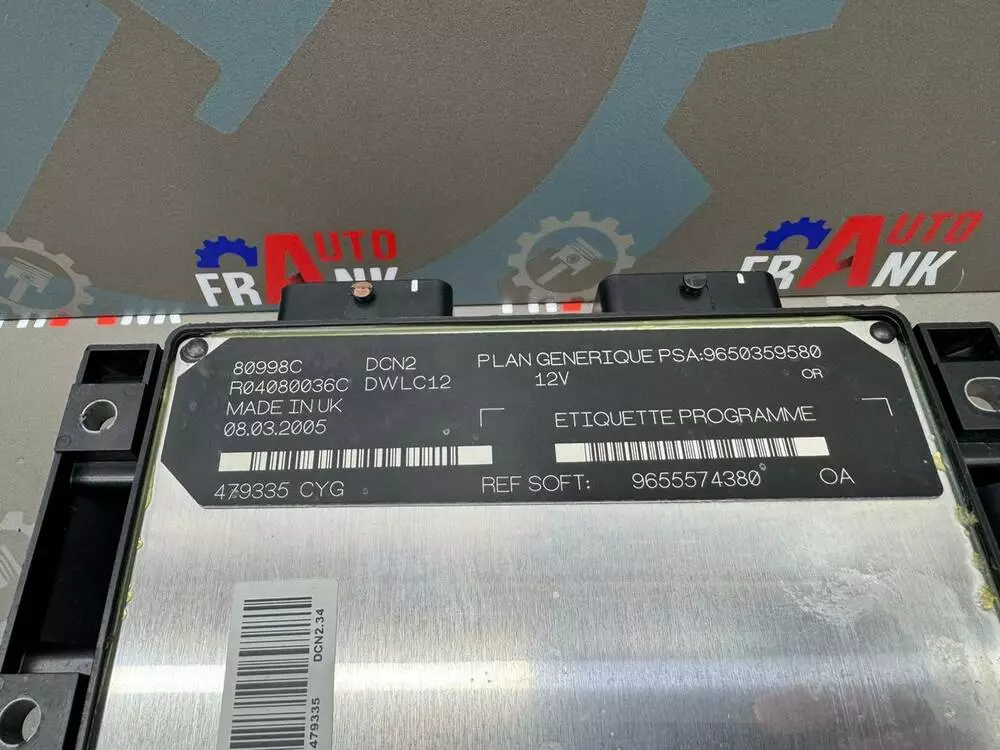 AUTO
FRANK
AUTO
FRANK
FRANK
80998C DCN2 PLAN GENERIQUE PSA:9650359580
R04080036C DWLC12 12V OR
MADE IN UK
08.03.2005 ETIQUETTE PROGRAMME
479335 CYG REF SOFT: 9655574380 OA
DCN2.34
479335